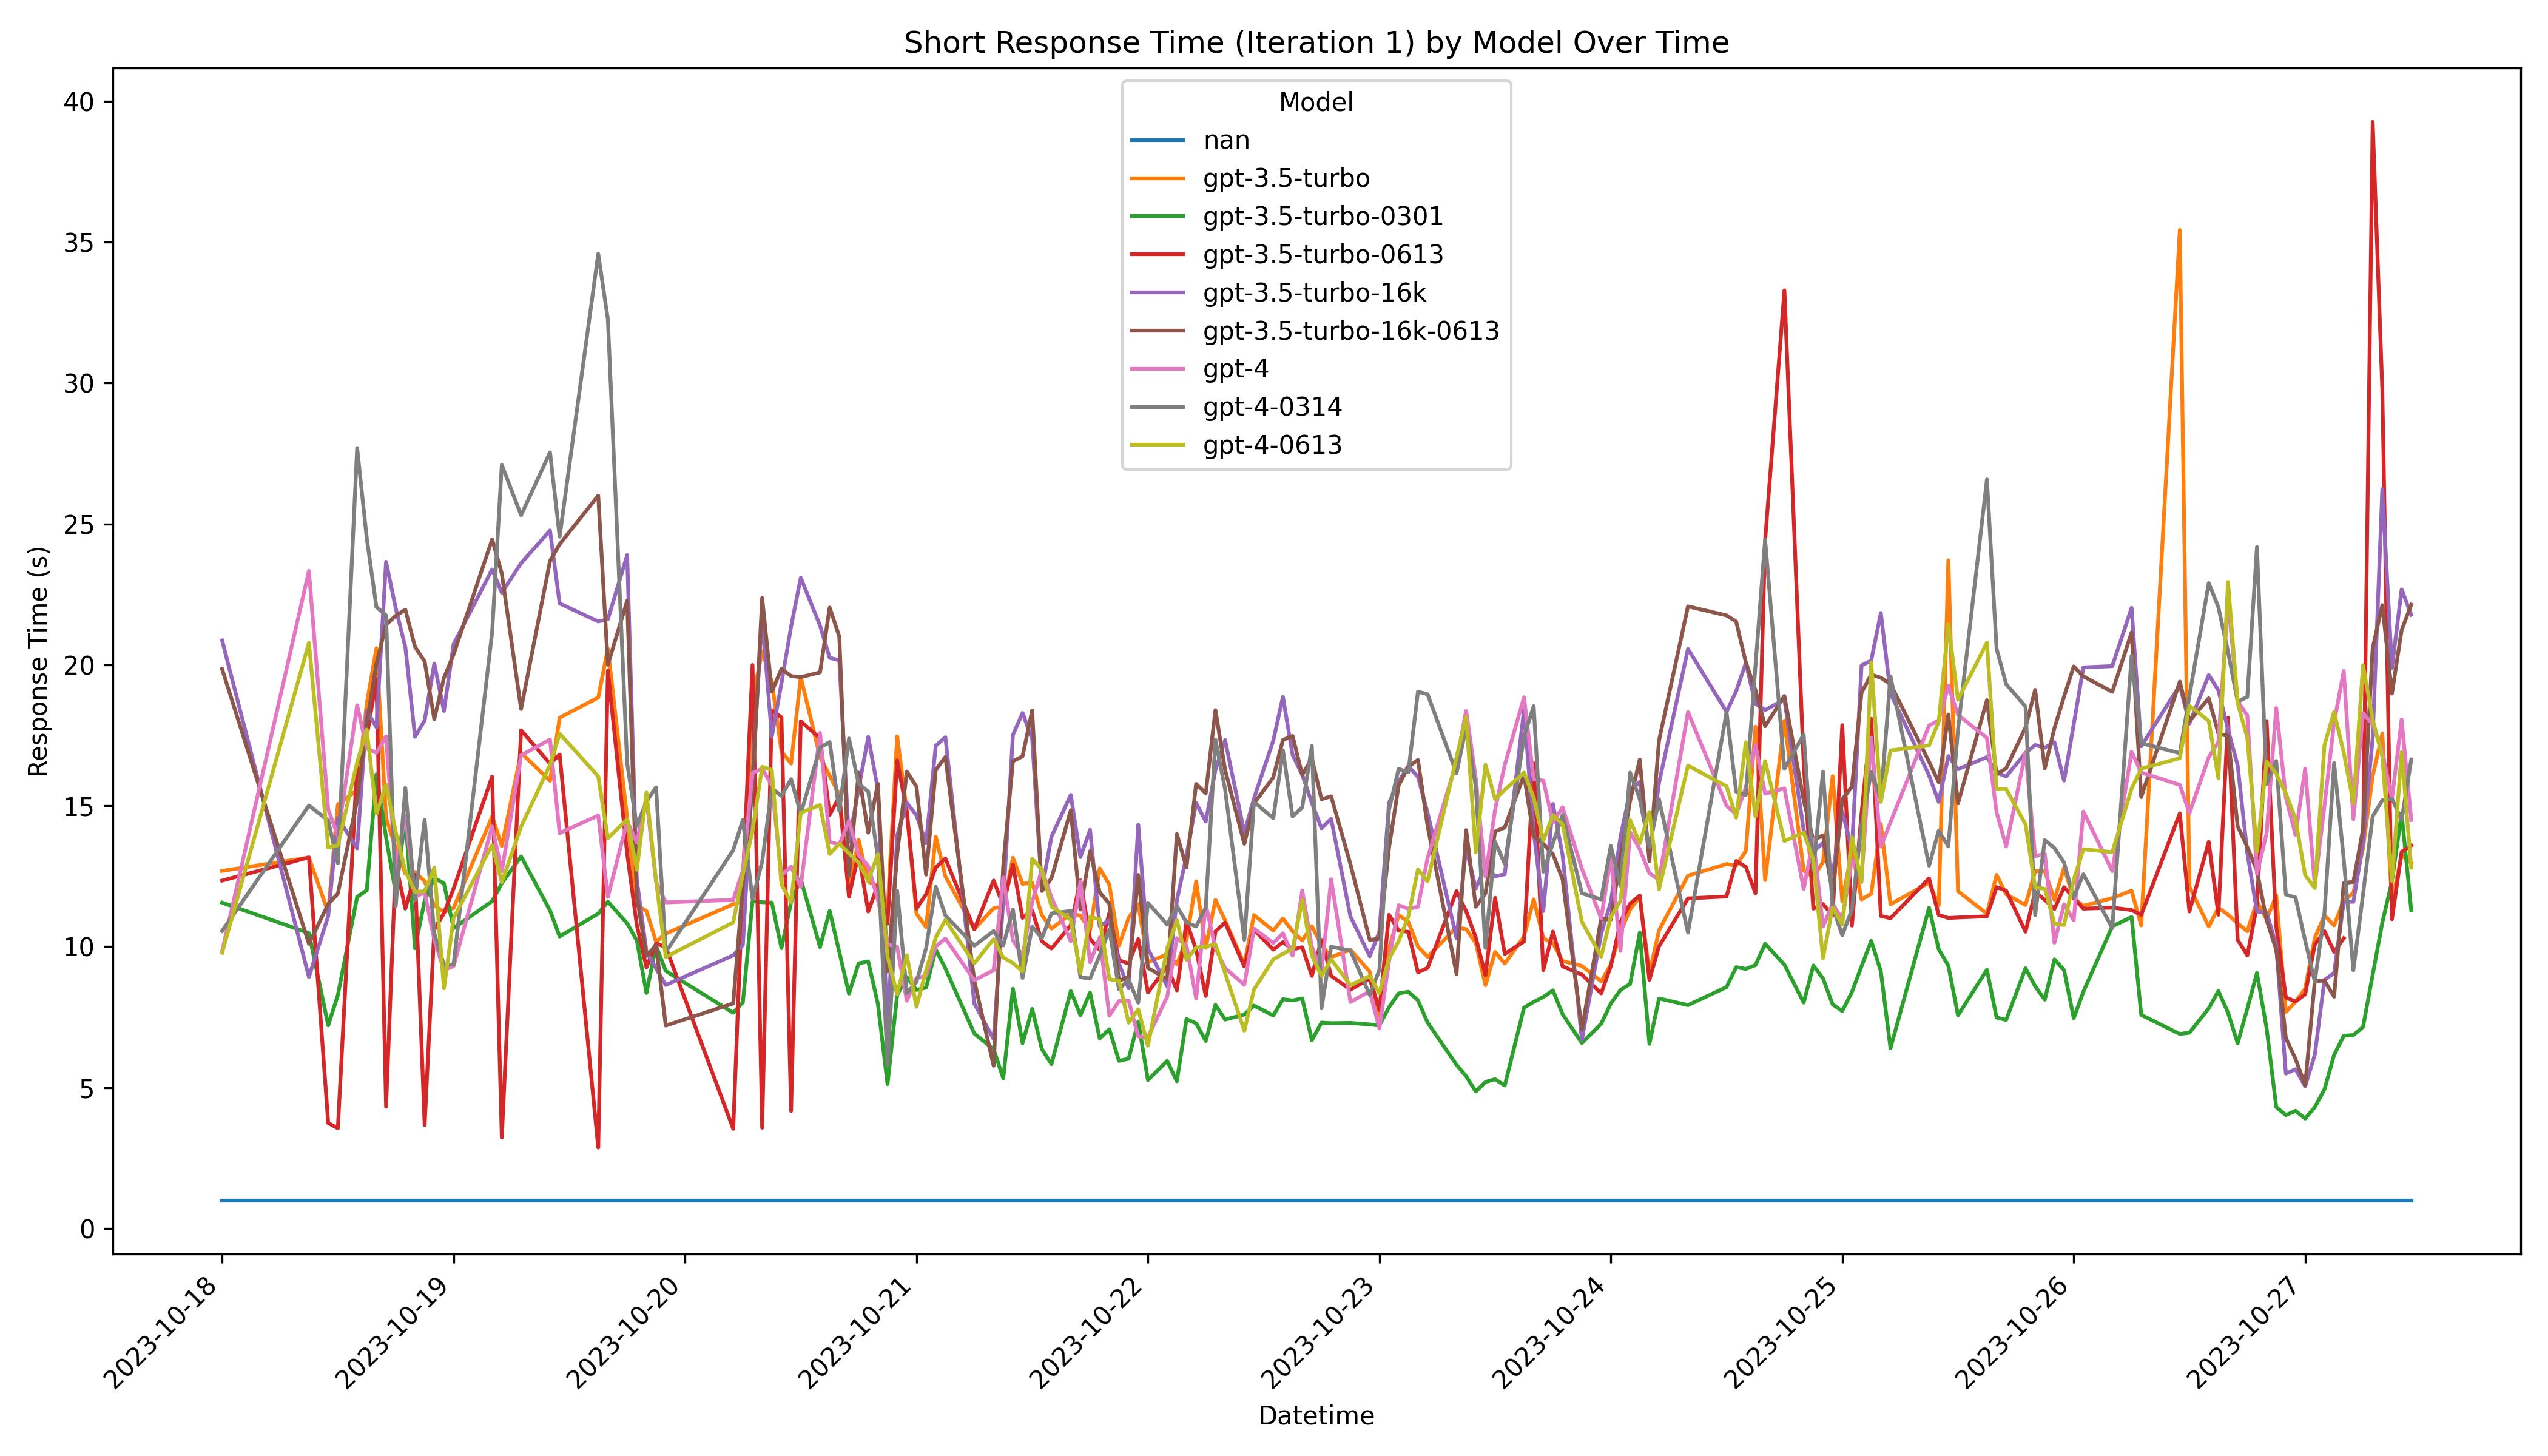 Short Response Time (Iteration 1) by Model Over Time
Model
nan
gpt-3.5-turbo
gpt-3.5-turbo-0301
gpt-3.5-turbo-0613
gpt-3.5-turbo-16k
gpt-3.5-turbo-16k-0613
gpt-4
gpt-4-0314
gpt-4-0613
Response Time (s)
40
35
30
25
20
15
10
5
0
2023-10-18
2023-10-19
2023-10-20
2023-10-21
2023-10-22
2023-10-23
2023-10-24
2023-10-25
2023-10-26
2023-10-27
Datetime